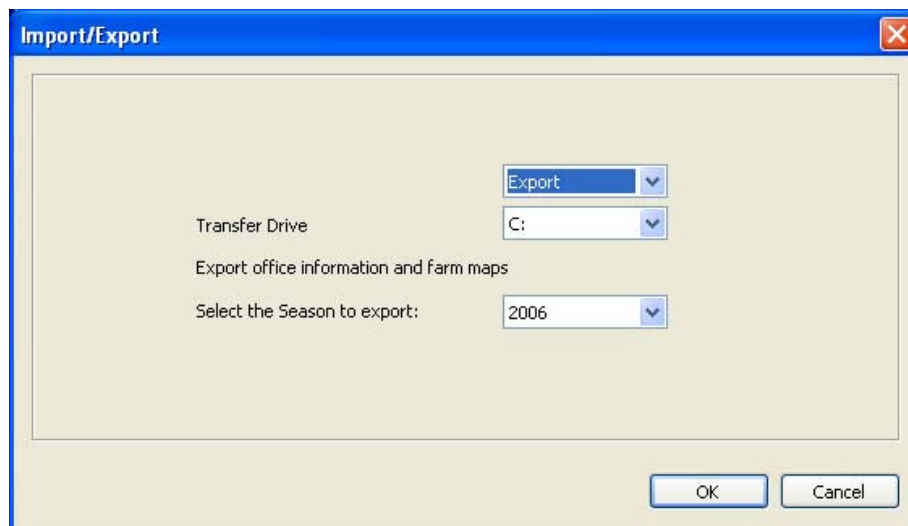 Import/Export
Export
Transfer Drive C:
Export office information and farm maps
Select the Season to export: 2006
OK Cancel